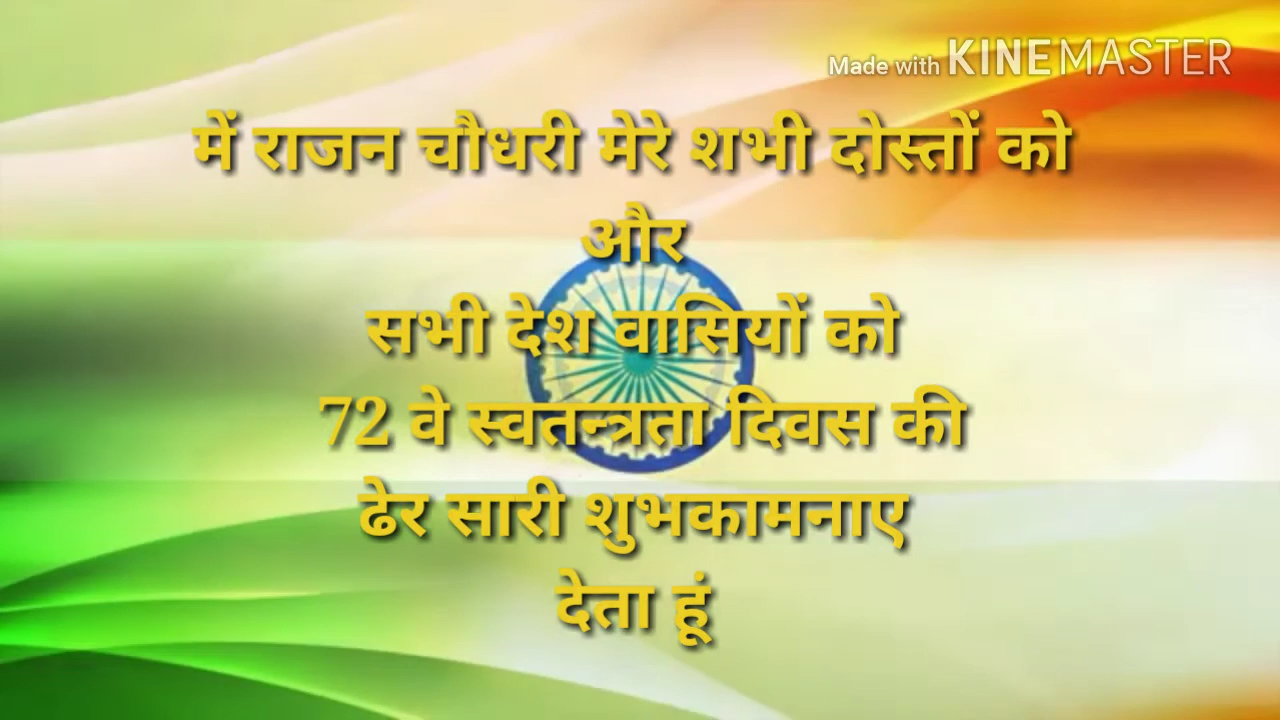 Made with KINEMASTER
में राजन चौधरी मेरे शभी दोस्तों को
और
सभी देश वासियों को
72 वे स्वतन्त्रता दिवस की
ढेर सारी शुभकामनाए
देता हूं